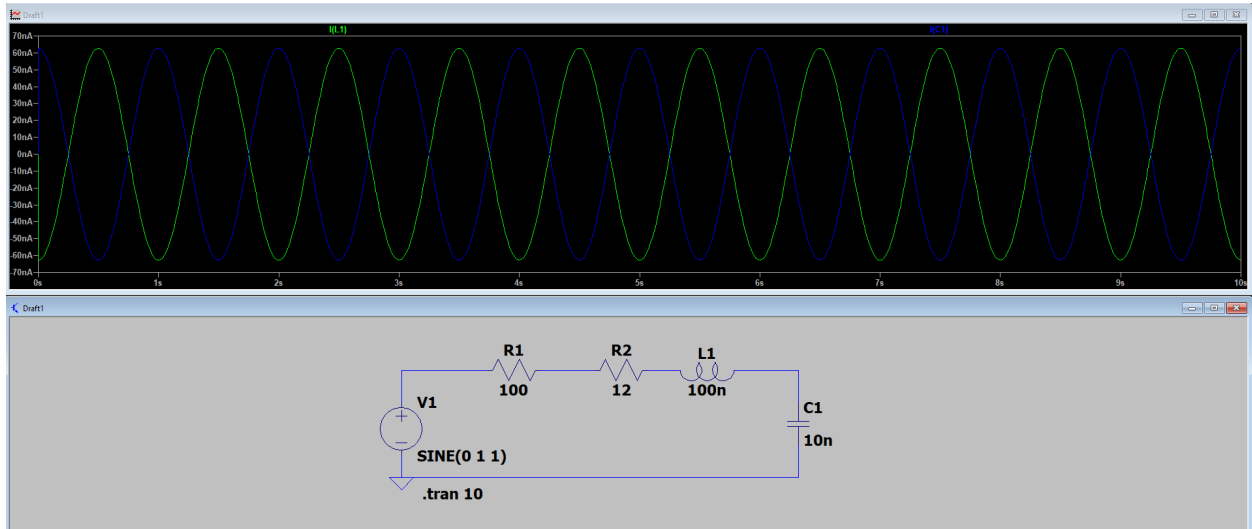 Draft1
I(L1) I(C1)
70nA
60nA
50nA
40nA
30nA
20nA
10nA
0nA
-10nA
-20nA
-30nA
-40nA
-50nA
-60nA
-70nA
0s 1s 2s 3s 4s 5s 6s 7s 8s 9s 10s
Draft1
R1 R2 L1
100 12 100n
V1 C1
10n
SINE(0 1 1)
.tran 10